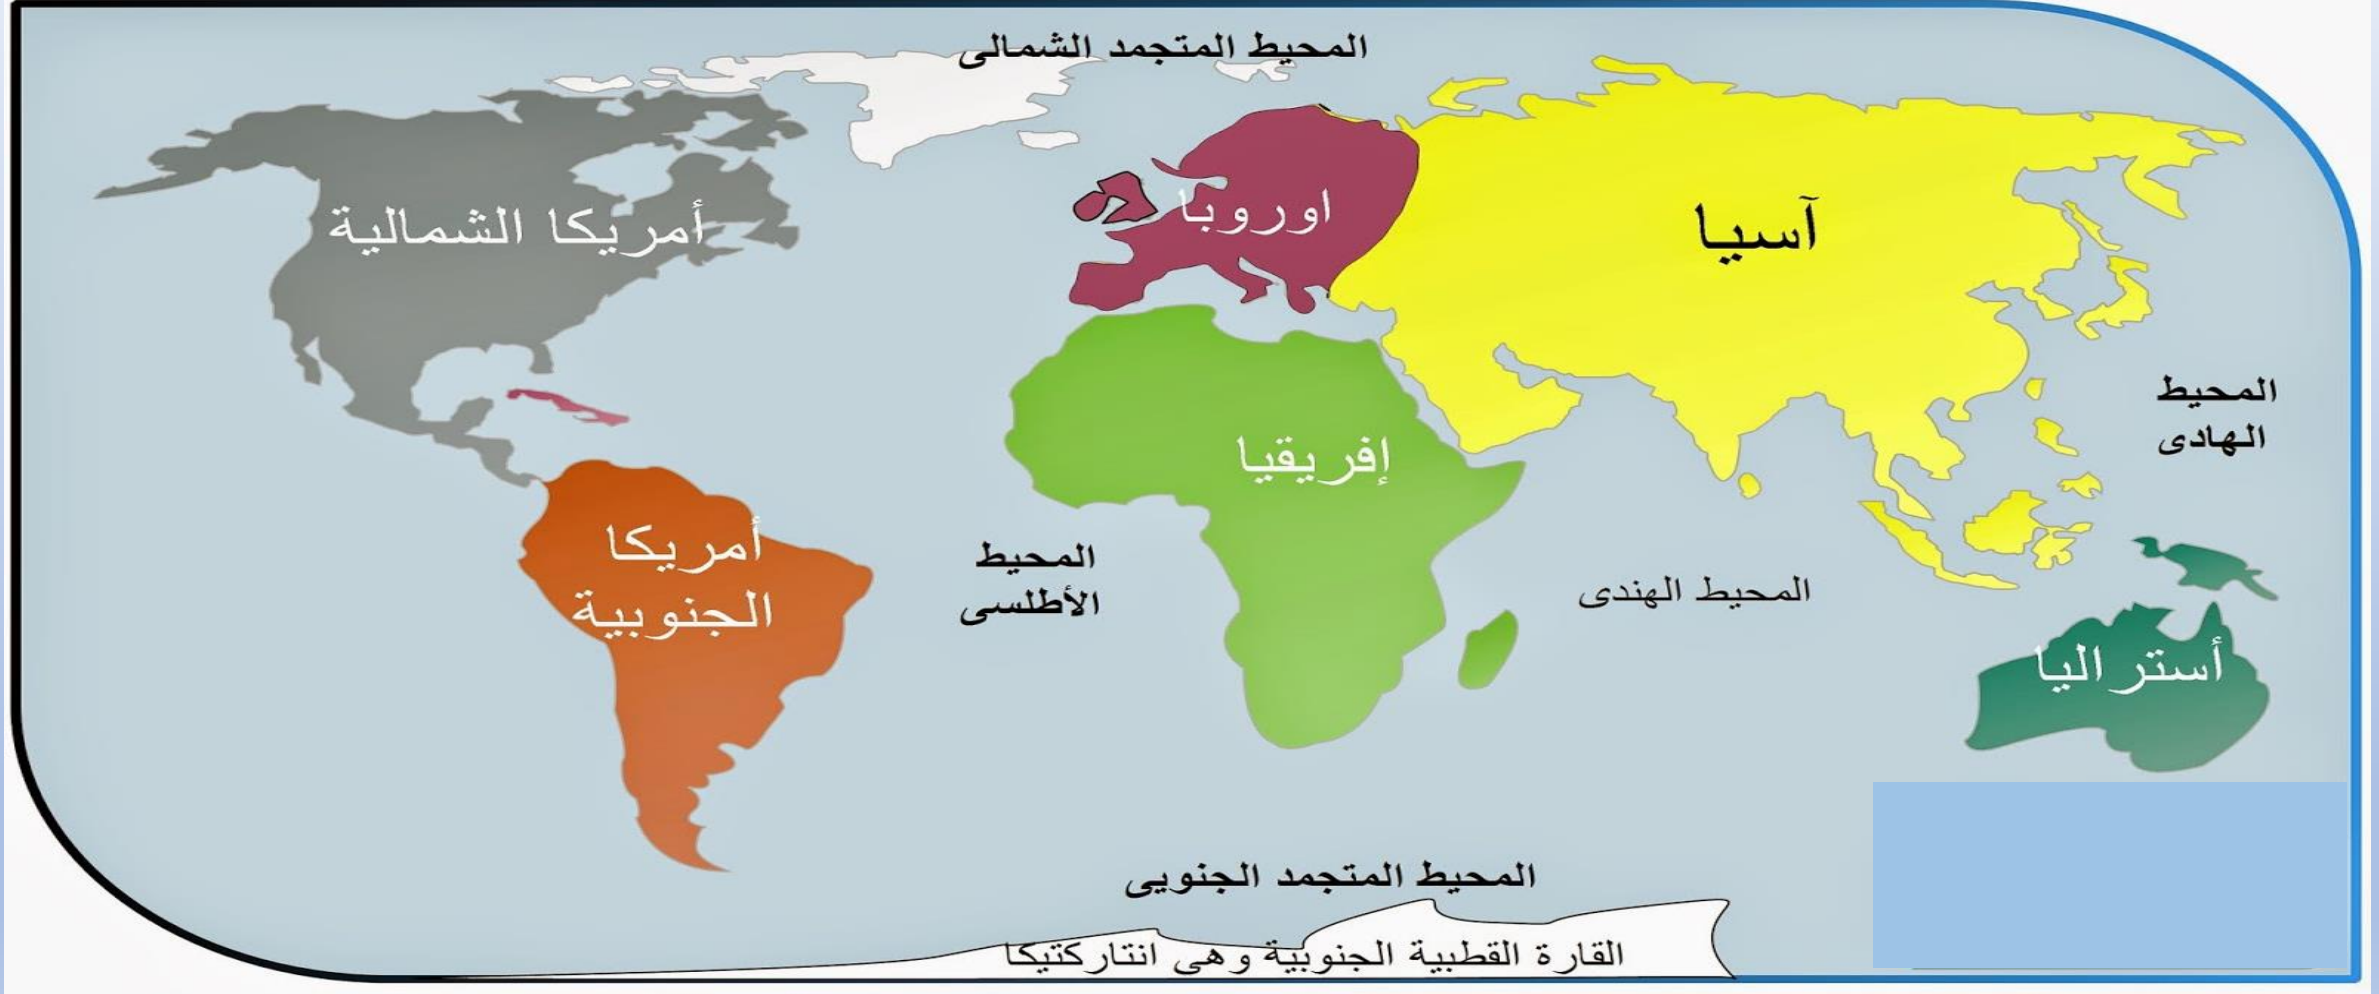 المحيط المتجمد الشمالى
أمريكا الشمالية
اوروبا
آسيا
المحيط
الهادى
إفريقيا
أمريكا
الجنوبية
المحيط
الأطلسى
المحيط الهندى
أستراليا
المحيط المتجمد الجنويى
القارة القطبية الجنوبية وهى انتاركتيكا